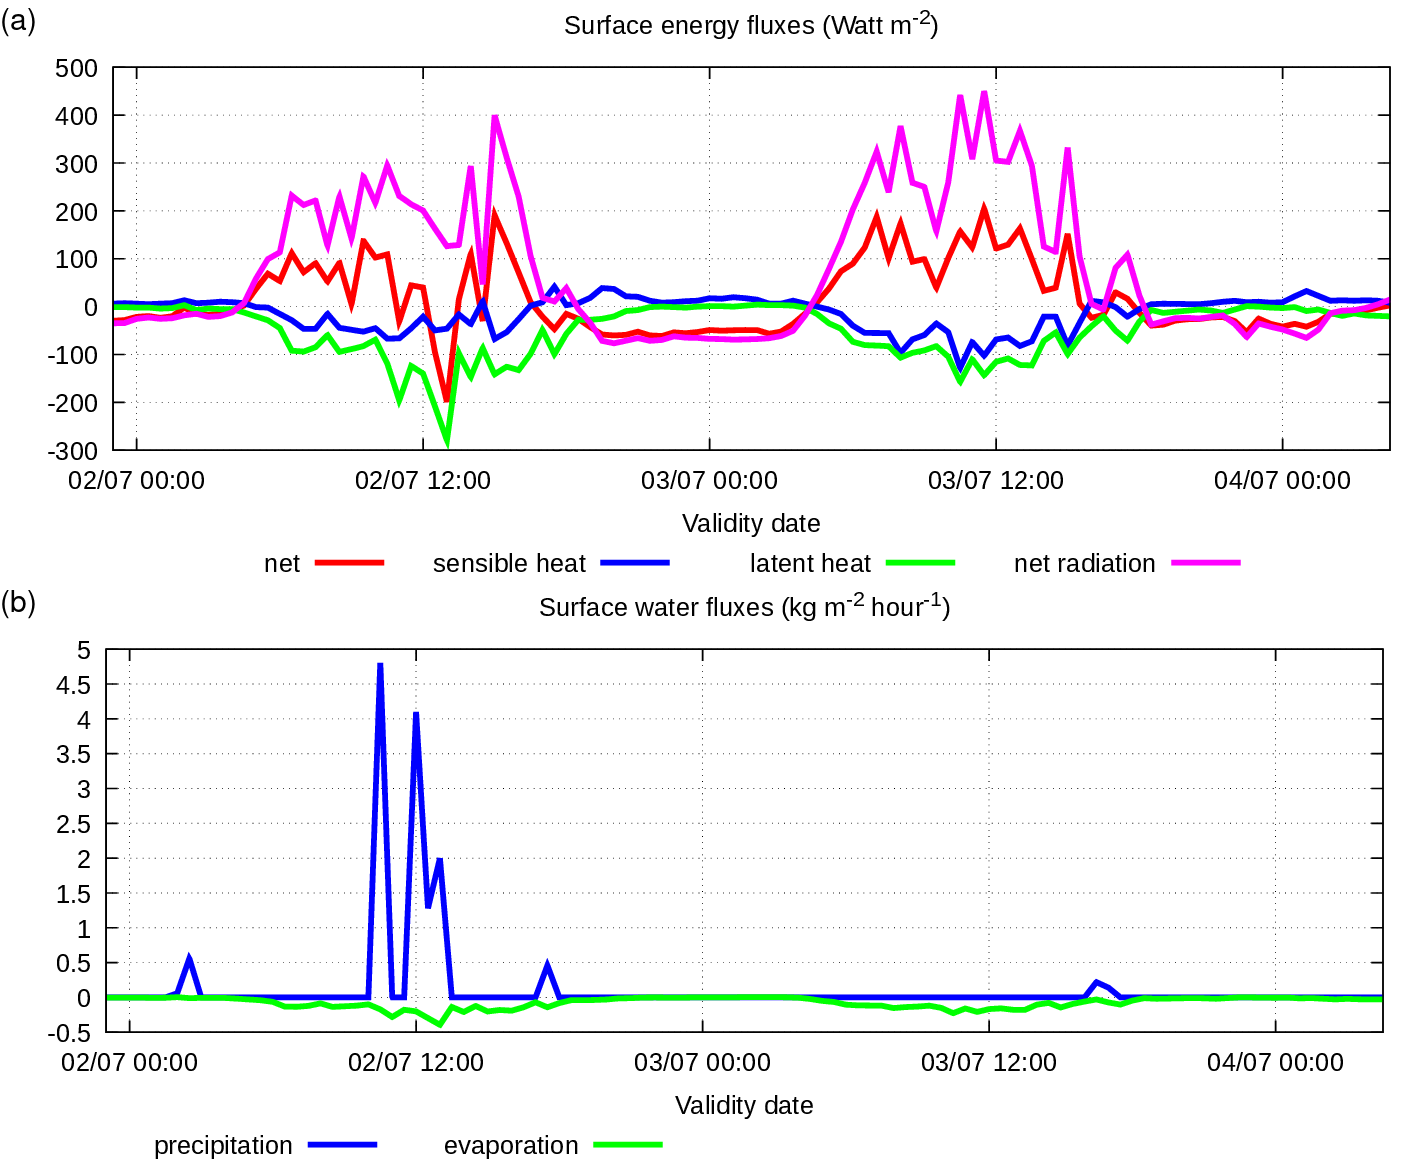 (a)
Surface energy fluxes (Watt m-2)
500
400
300
200
100
0
-100
-200
-300
02/07 00:00 02/07 12:00 03/07 00:00 03/07 12:00 04/07 00:00
Validity date
net sensible heat latent heat net radiation
(b)
Surface water fluxes (kg m-2 hour-1)
5
4.5
4
3.5
3
2.5
2
1.5
1
0.5
0
-0.5
02/07 00:00 02/07 12:00 03/07 00:00 03/07 12:00 04/07 00:00
Validity date
precipitation evaporation